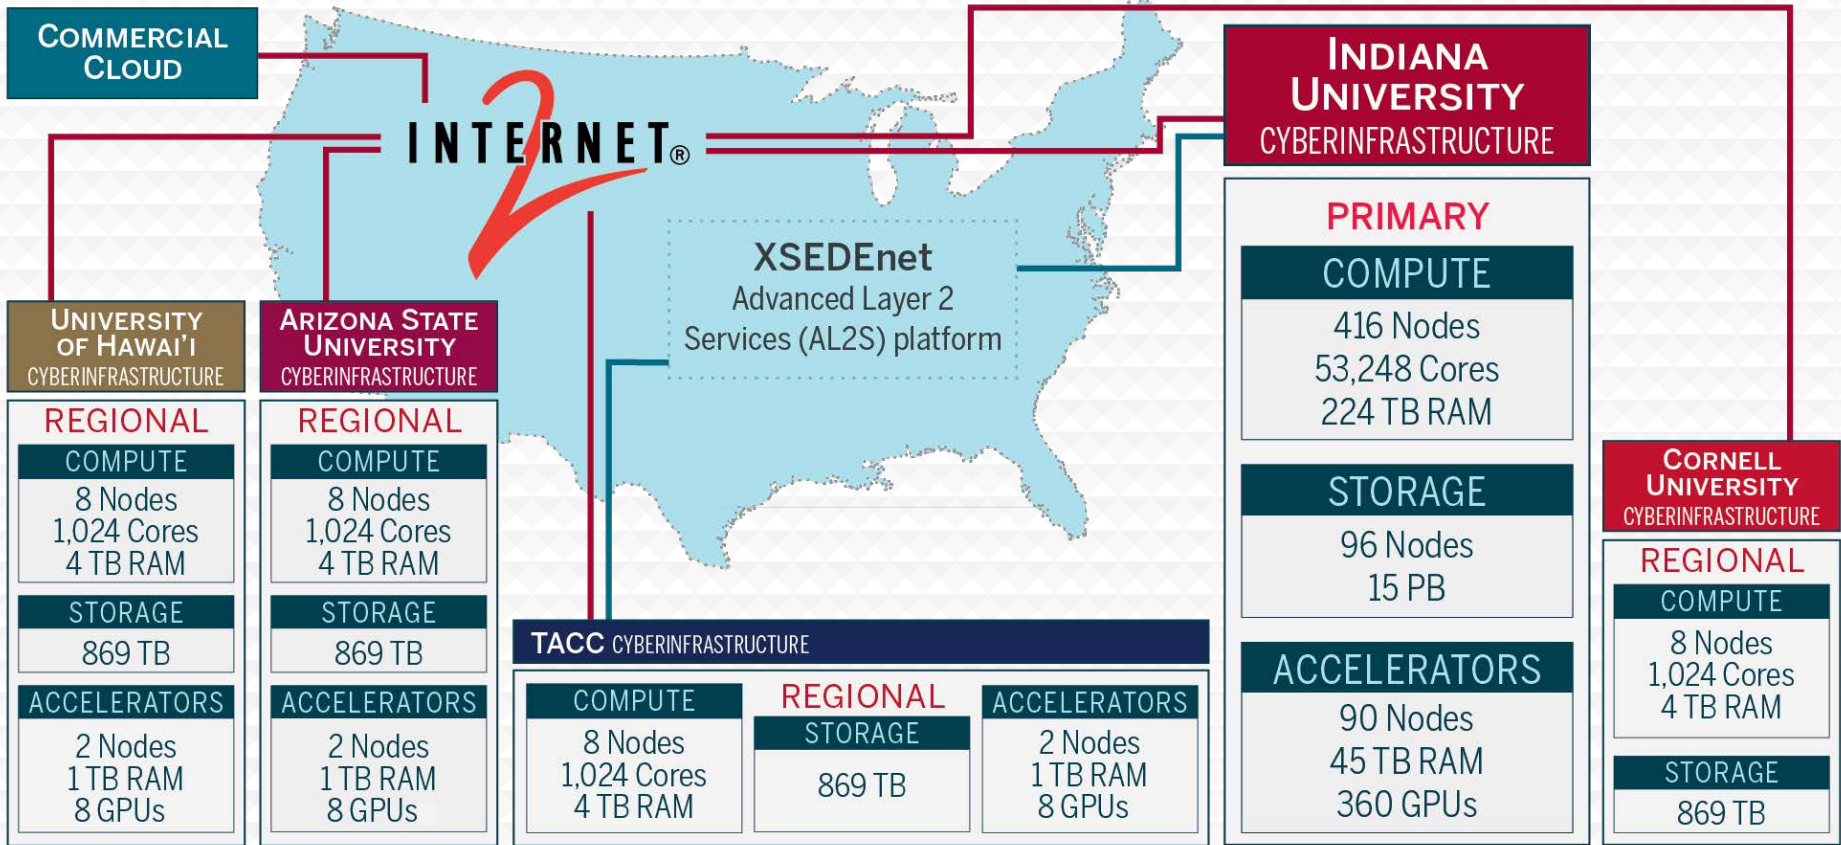 COMMERCIAL
CLOUD
INTERNET®
2
XSEDEnet
Advanced Layer 2
Services (AL2S) platform
INDIANA
UNIVERSITY
CYBERINFRASTRUCTURE
PRIMARY
COMPUTE
416 Nodes
53,248 Cores
224 TB RAM
STORAGE
96 Nodes
15 PB
ACCELERATORS
90 Nodes
45 TB RAM
360 GPUs
UNIVERSITY
OF HAWAI'I
CYBERINFRASTRUCTURE
REGIONAL
COMPUTE
8 Nodes
1,024 Cores
4 TB RAM
STORAGE
869 TB
ACCELERATORS
2 Nodes
1 TB RAM
8 GPUs
ARIZONA STATE
UNIVERSITY
CYBERINFRASTRUCTURE
REGIONAL
COMPUTE
8 Nodes
1,024 Cores
4 TB RAM
STORAGE
869 TB
ACCELERATORS
2 Nodes
1 TB RAM
8 GPUs
TACC CYBERINFRASTRUCTURE
REGIONAL
COMPUTE
8 Nodes
1,024 Cores
4 TB RAM
STORAGE
869 TB
ACCELERATORS
2 Nodes
1 TB RAM
8 GPUs
CORNELL
UNIVERSITY
CYBERINFRASTRUCTURE
REGIONAL
COMPUTE
8 Nodes
1,024 Cores
4 TB RAM
STORAGE
869 TB